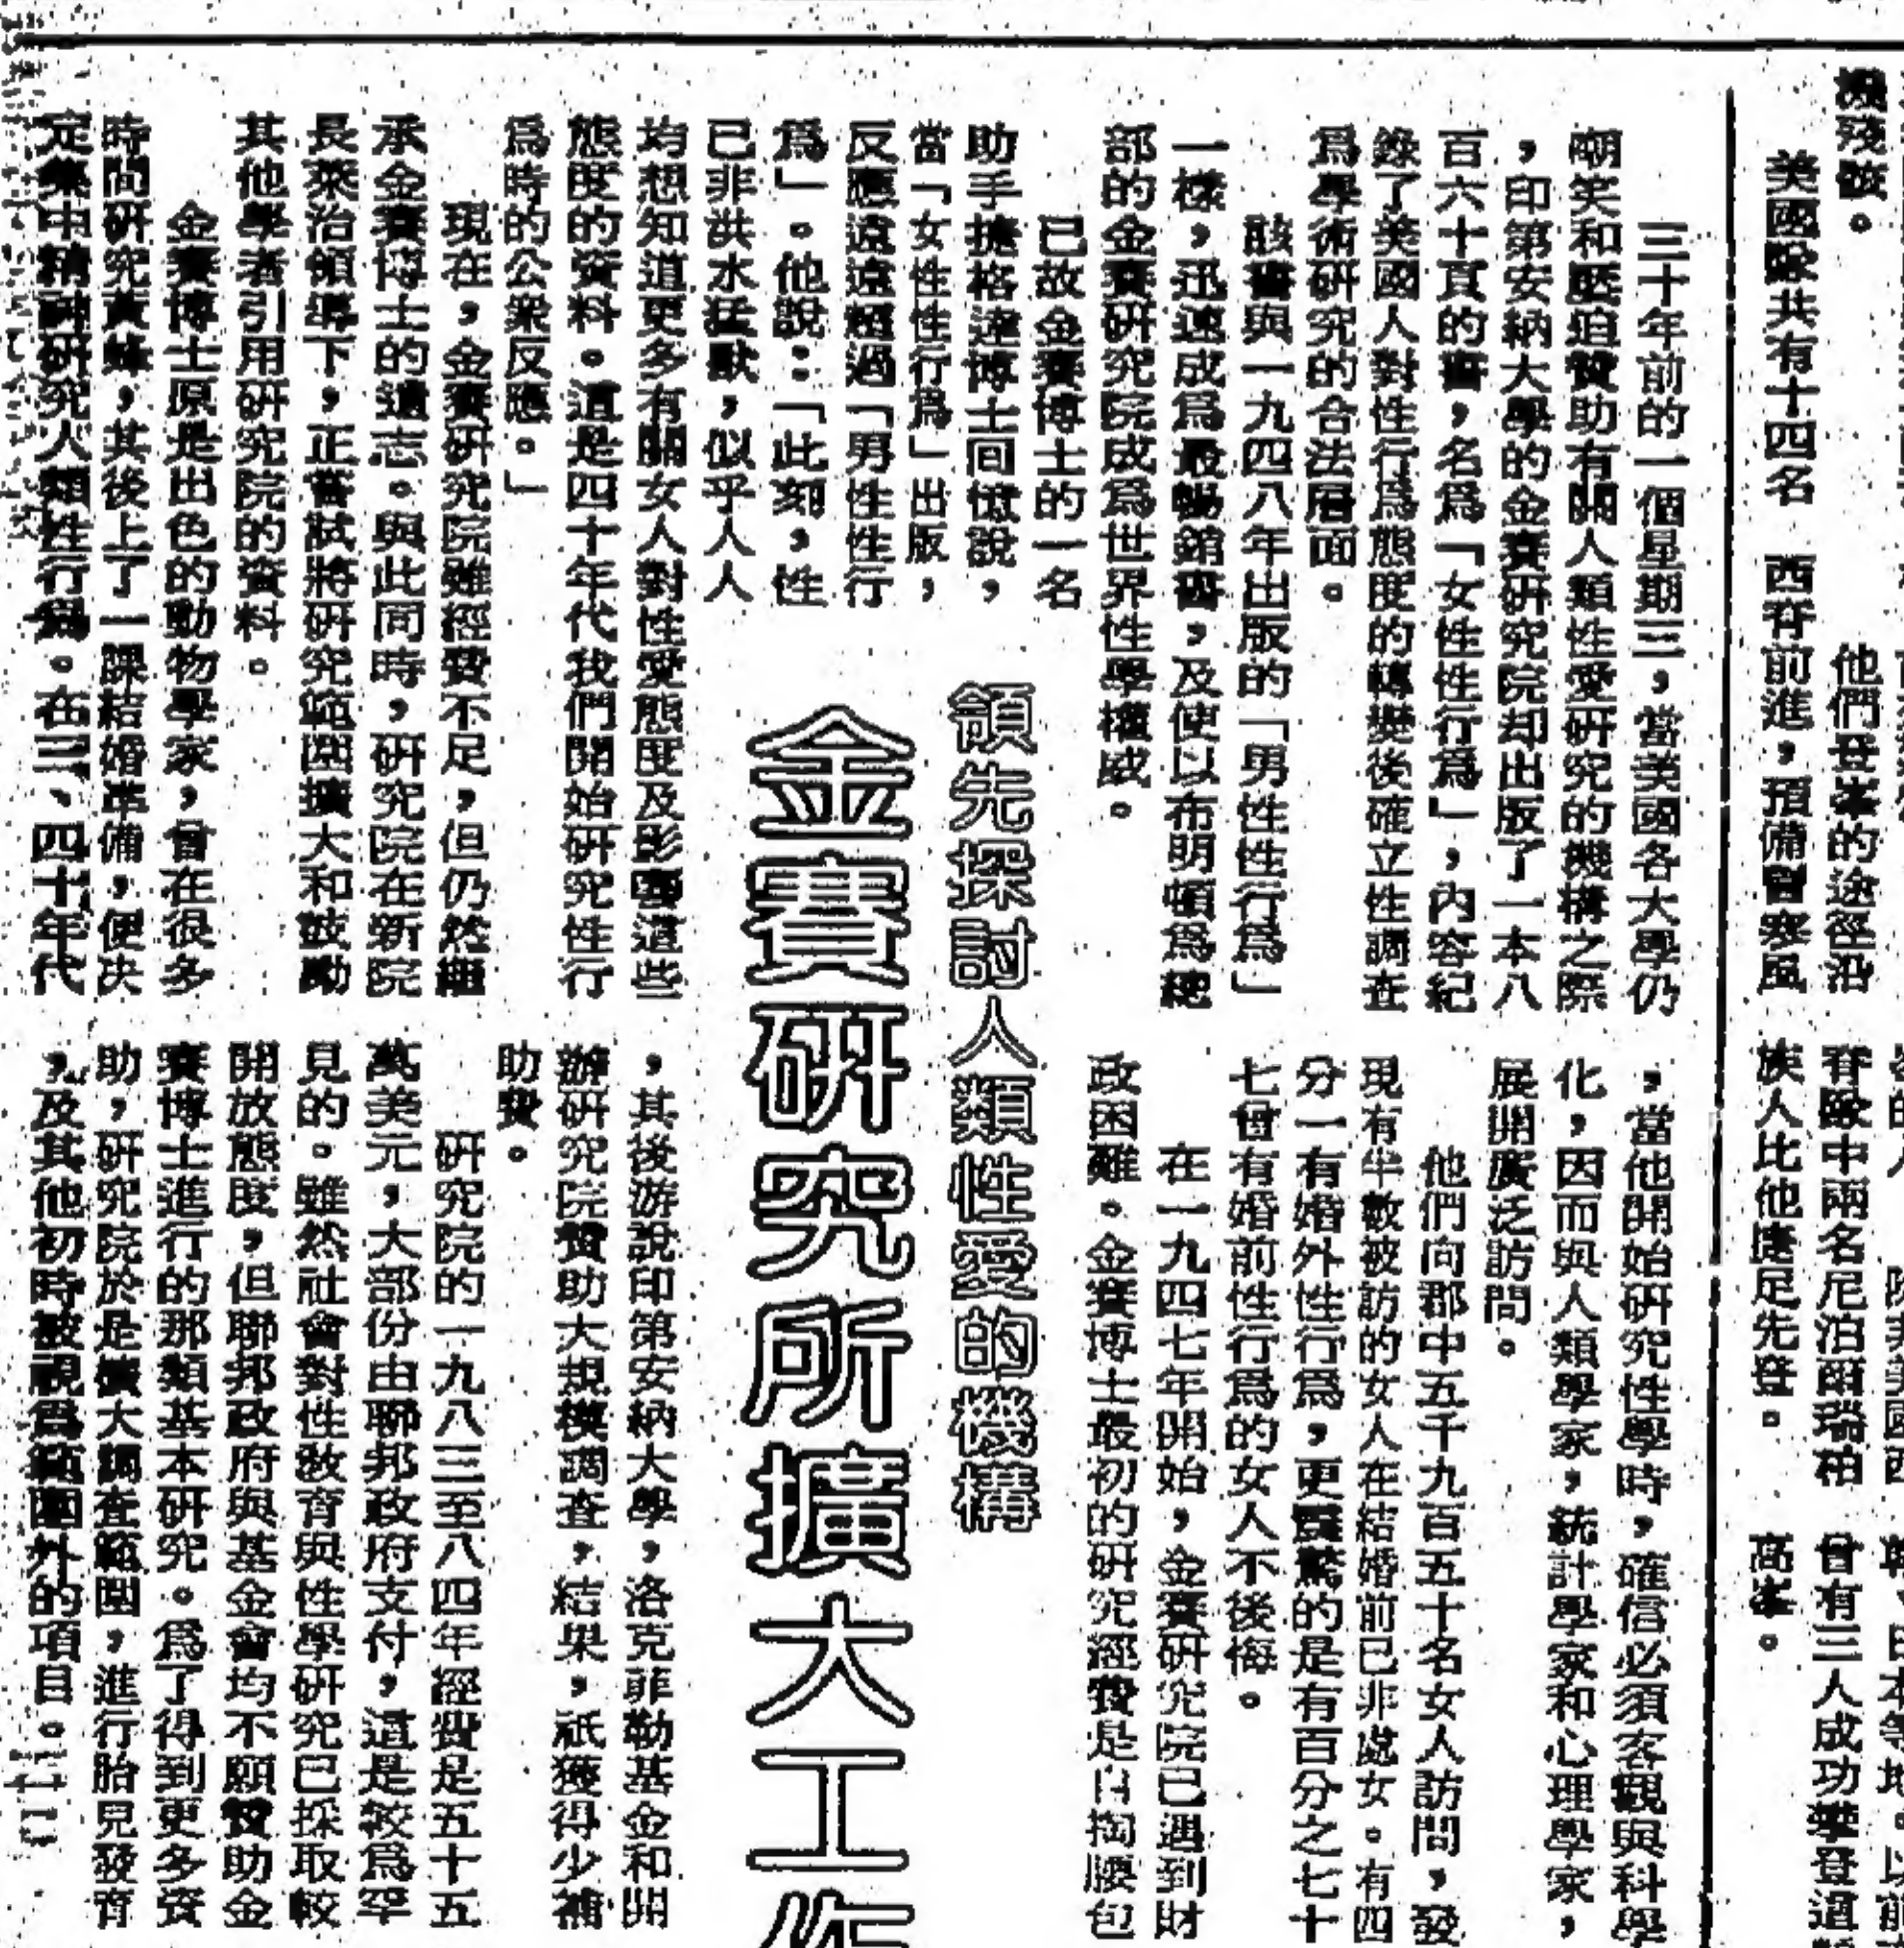 領先探討人類性愛的機構
金賽研究所擴大工作
三十年前的一個星期三，當美國各大學仍
嘲笑和壓迫贊助有關人類性愛研究的機構之際
，印第安納大學的金賽研究院却出版了一本八
百六十頁的書，名爲「女性性行爲」，內容紀
錄了美國人對性行爲態度的轉變後確立性調查
爲學術研究的合法層面。
該書與一九四八年出版的「男性性行爲」
一樣，迅速成爲最暢銷書，及使以布明頓爲總
部的金賽研究院成爲世界性學權威。
已故金賽博士的一名
助手擔格達博士回憶說，
當「女性性行爲」出版，
反應遠遠超過「男性性行
爲」。他說：「此刻，性
已非洪水猛獸，似乎人人
均想知道更多有關女人對性愛態度及影響這些
態度的資料。這是四十年代我們開始研究性行
爲時的公衆反應。」
現在，金賽研究院雖經費不足，但仍然繼
承金賽博士的遺志。與此同時，研究院在新院
長萊治領導下，正嘗試將研究範圍擴大和鼓勵
其他學者引用研究院的資料。
金賽博士原是出色的動物學家，曾在很多
時間研究黃蜂，其後上了一課結婚準備，便决
定集中精神研究人類性行爲。在三、四十年代
，當他開始研究性學時，確信必須客觀與科學
化，因而與人類學家，統計學家和心理學家，
展開廣泛訪問。
他們向郡中五千九百五十名女人訪問，發
現有半數被訪的女人在結婚前已非處女。有四
分一有婚外性行爲，更震驚的是有百分之七十
七曾有婚前性行爲的女人不後悔。
在一九四七年開始，金賽研究院已遇到財
政困難。金賽博士最初的研究經費是自掏腰包
，其後游說印第安納大學，洛克菲勒基金和開
辦研究院贊助大規模調查，結果，祇獲得少補
助費。
研究院的一九八三至八四年經費是五十五
萬美元，大部份由聯邦政府支付，這是較爲罕
見的。雖然社會對性教育與性學研究已採取較
開放態度，但聯邦政府與基金會均不願贊助金
賽博士進行的那類基本研究。爲了得到更多資
助，研究院於是擴大調查範圍，進行胎兒發育
，及其他初時被視爲範圍外的項目。
殘骸。
美國隊共有十四名 西脊前進，預備冒寒風
他們登峯的途徑沿
脊隊中兩名尼泊爾瑞柏
族人比他捷足先登。
曾有三人成功攀登這
高峯。